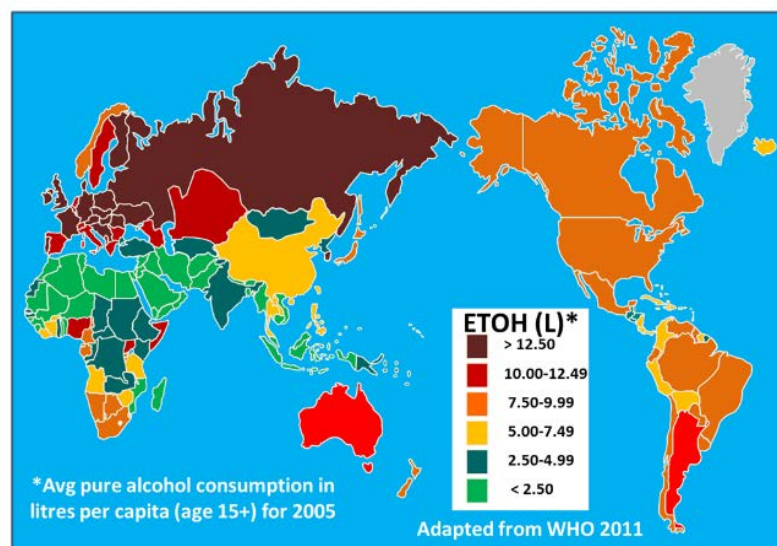 ETOH (L)*
> 12.50
10.00-12.49
7.50-9.99
5.00-7.49
2.50-4.99
< 2.50
*Avg pure alcohol consumption in
litres per capita (age 15+) for 2005
Adapted from WHO 2011